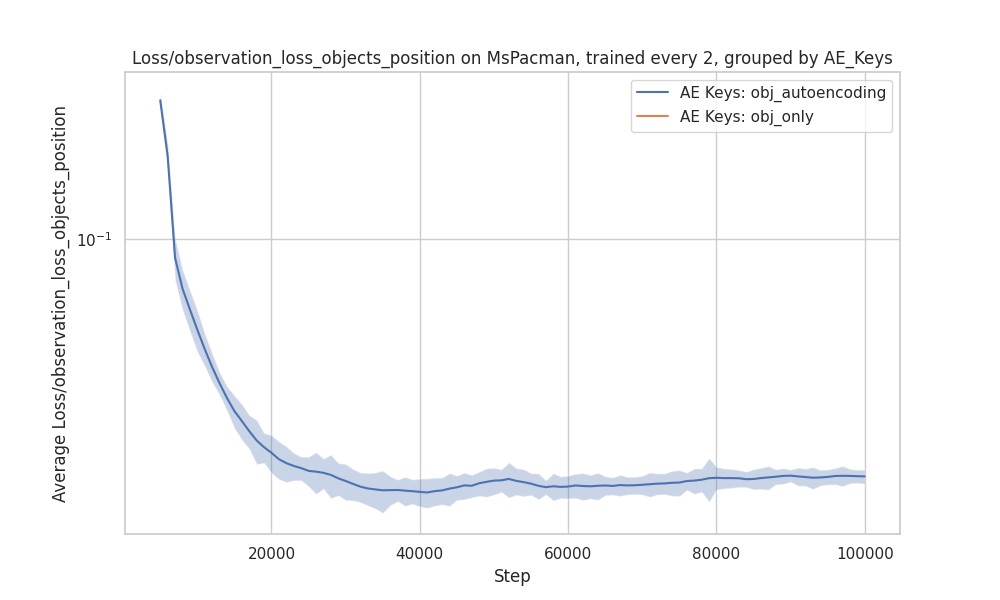 Loss/observation_loss_objects_position on MsPacman, trained every 2, grouped by AE_Keys
AE Keys: obj_autoencoding
AE Keys: obj_only
Average Loss/observation_loss_objects_position
10⁻¹
20000
40000
60000
80000
100000
Step